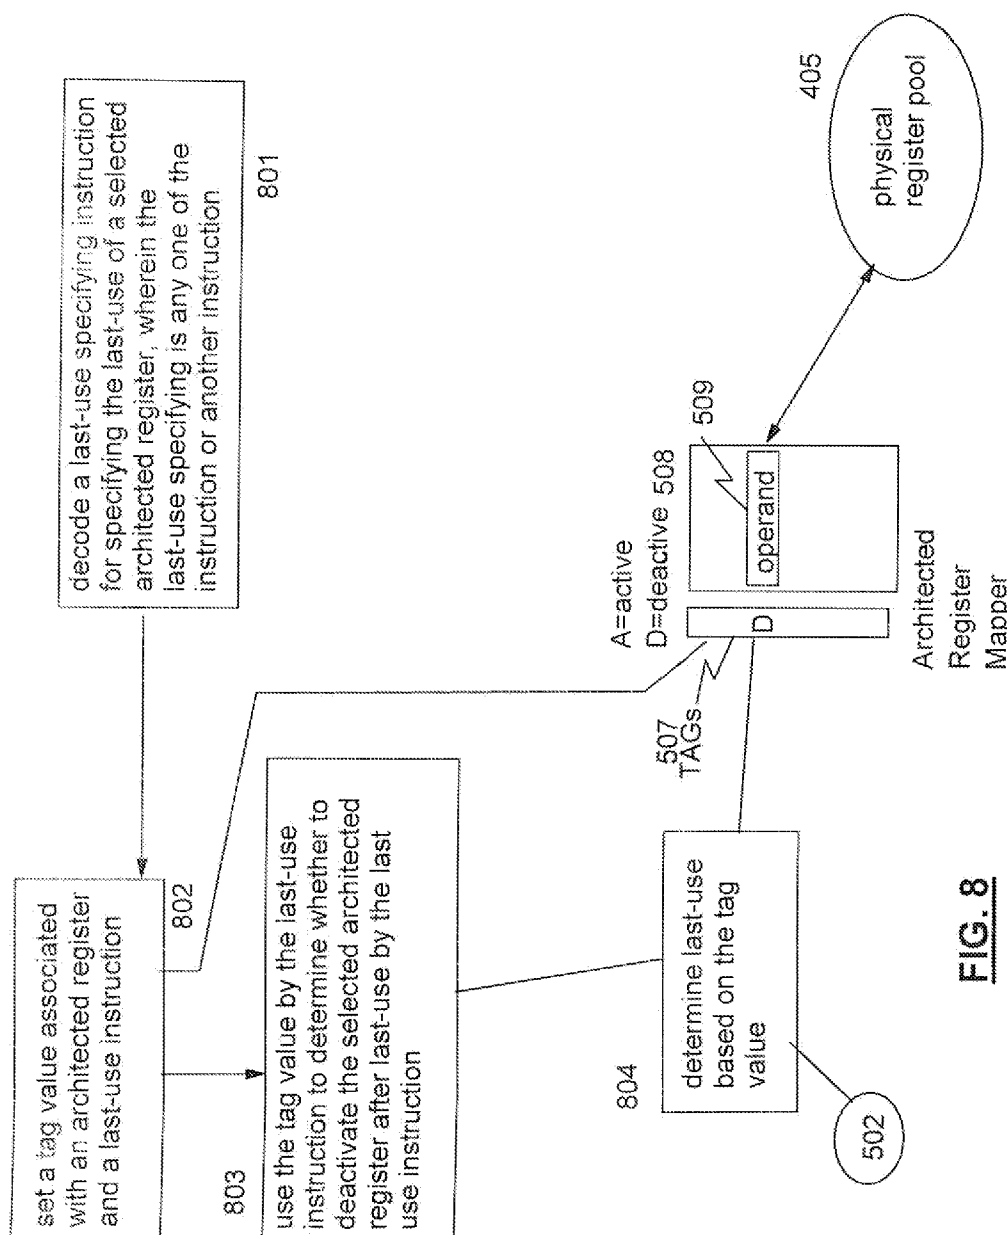 decode a last-use specifying instruction
for specifying the last-use of a selected
architected register, wherein the
last-use specifying is any one of the
instruction or another instruction
801
set a tag value associated
with an architected register
and a last-use instruction
802
803
use the tag value by the last-use
instruction to determine whether to
deactivate the selected architected
register after last-use by the last
use instruction
804
determine last-use
based on the tag
value
502
507
TAGs
A=active
D=deactive 508
D
operand
509
Architected
Register
Mapper
405
physical
register pool
FIG. 8